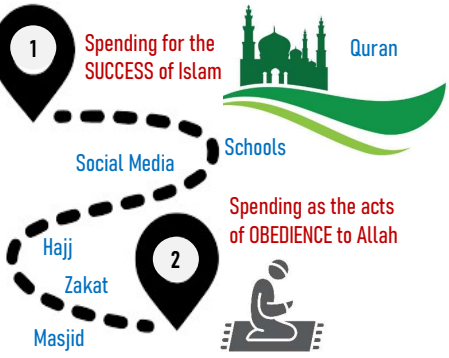 1
Spending for the
SUCCESS of Islam
Quran
Schools
Social Media
Spending as the acts
of OBEDIENCE to Allah
Hajj
2
Zakat
Masjid